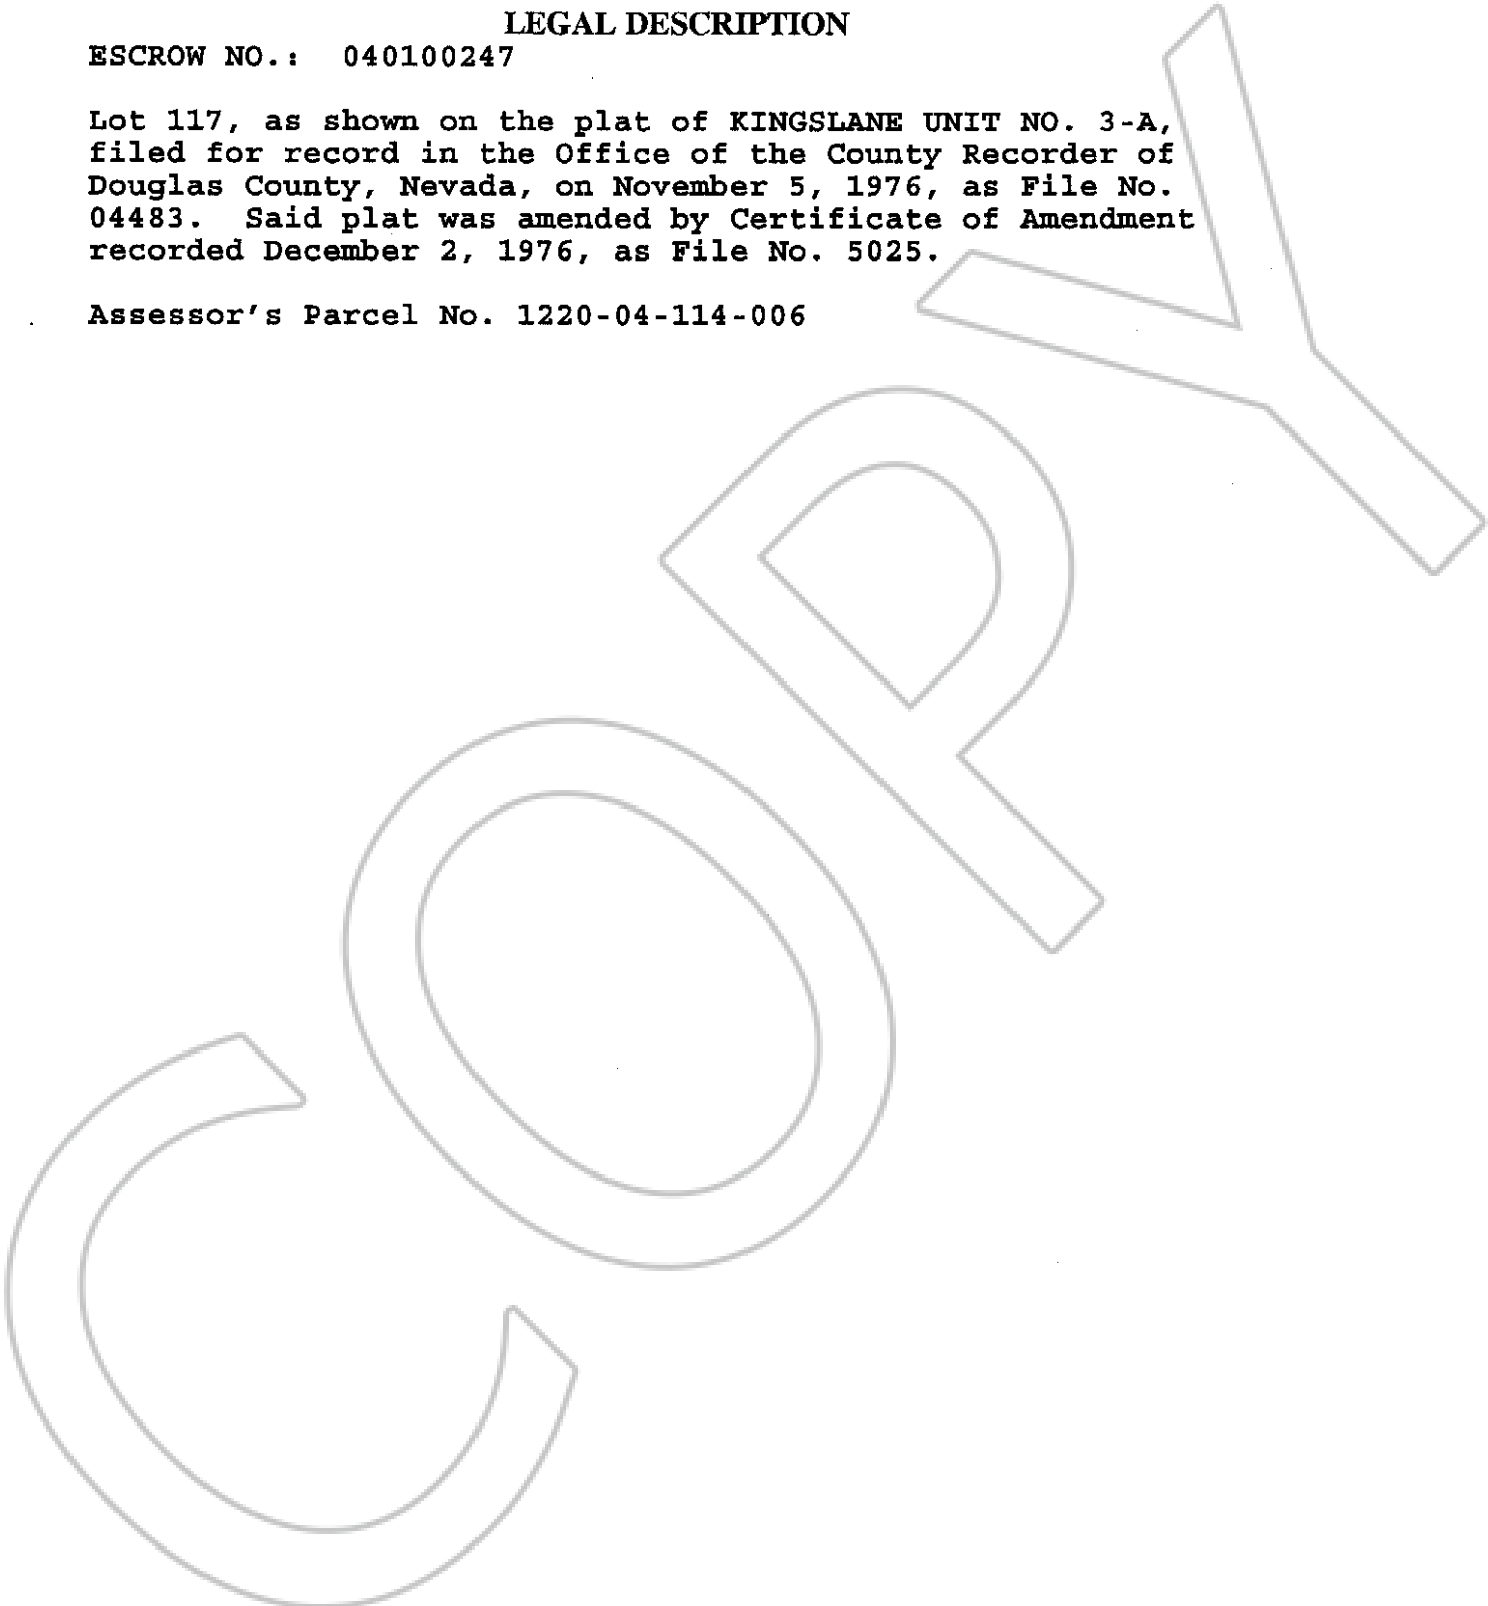 LEGAL DESCRIPTION
ESCROW NO.: 040100247
Lot 117, as shown on the plat of KINGSLANE UNIT NO. 3-A,
filed for record in the Office of the County Recorder of
Douglas County, Nevada, on November 5, 1976, as File No.
04483. Said plat was amended by Certificate of Amendment
recorded December 2, 1976, as File No. 5025.
Assessor's Parcel No. 1220-04-114-006
COPY